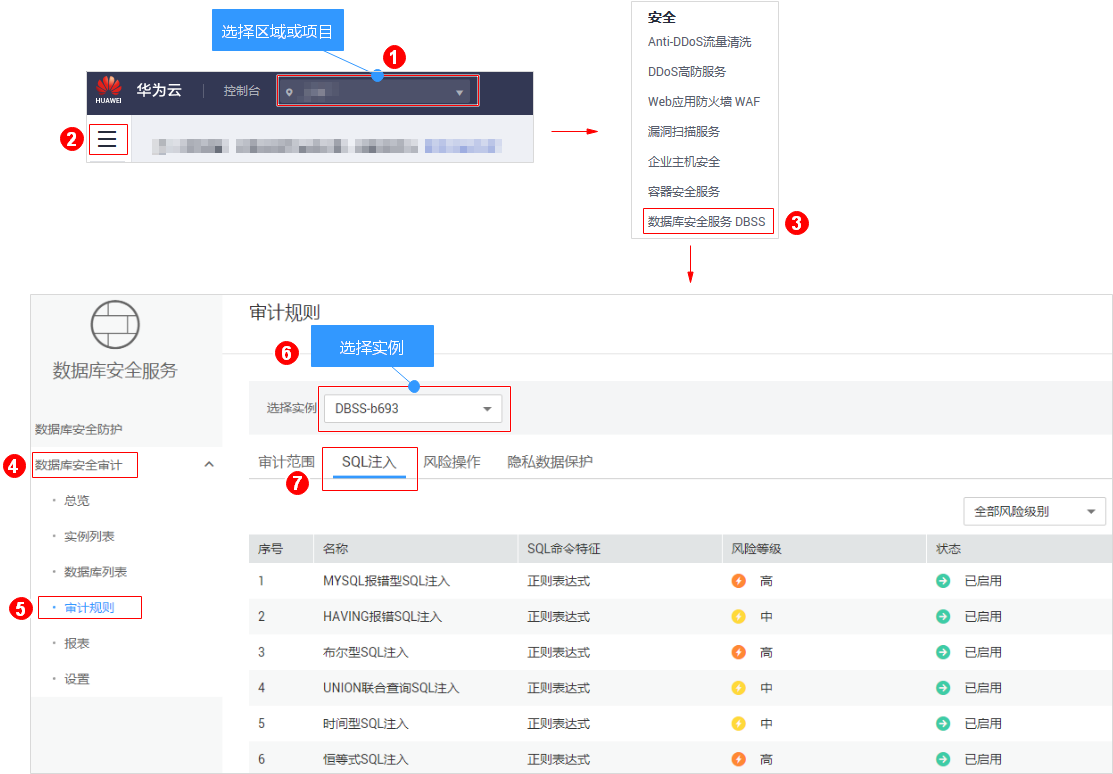 选择区域或项目
1
HUAWEI
华为云
控制台
2
安全
Anti-DDoS流量清洗
DDoS高防服务
Web应用防火墙 WAF
漏洞扫描服务
企业主机安全
容器安全服务
数据库安全服务 DBSS
3
数据库安全服务
数据库安全防护
4
数据库安全审计
总览
实例列表
数据库列表
5
审计规则
报表
设置
审计规则
6
选择实例
选择实例 DBSS-b693
审计范围 SQL注入 风险操作 隐私数据保护
7
全部风险级别
序号 名称 SQL命令特征 风险等级 状态
1 MYSQL报错型SQL注入 正则表达式 高 已启用
2 HAVING报错SQL注入 正则表达式 中 已启用
3 布尔型SQL注入 正则表达式 高 已启用
4 UNION联合查询SQL注入 正则表达式 中 已启用
5 时间型SQL注入 正则表达式 中 已启用
6 恒等式SQL注入 正则表达式 高 已启用